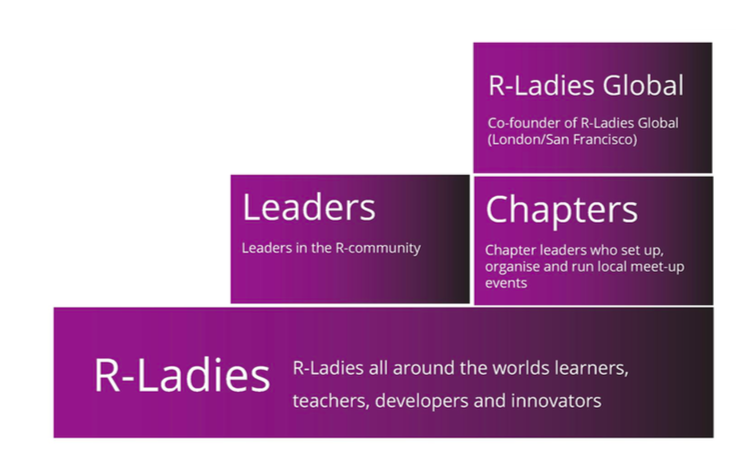 R-Ladies Global
Co-founder of R-Ladies Global
(London/San Francisco)
Leaders
Leaders in the R-community
Chapters
Chapter leaders who set up,
organise and run local meet-up
events
R-Ladies
R-Ladies all around the worlds learners,
teachers, developers and innovators